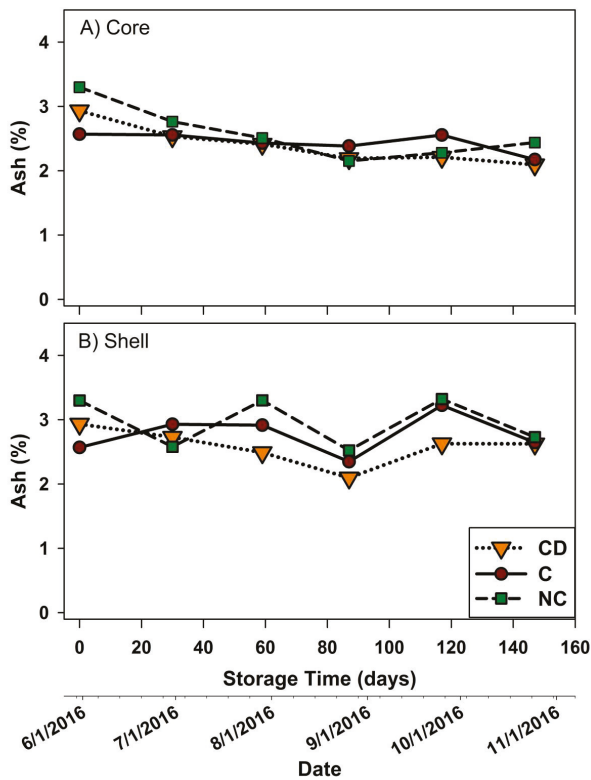 A) Core
4
3
2
1
0
Ash (%)
B) Shell
4
3
2
1
0
Ash (%)
CD
C
NC
0 20 40 60 80 100 120 140 160
Storage Time (days)
6/1/2016 7/1/2016 8/1/2016 9/1/2016 10/1/2016 11/1/2016
Date